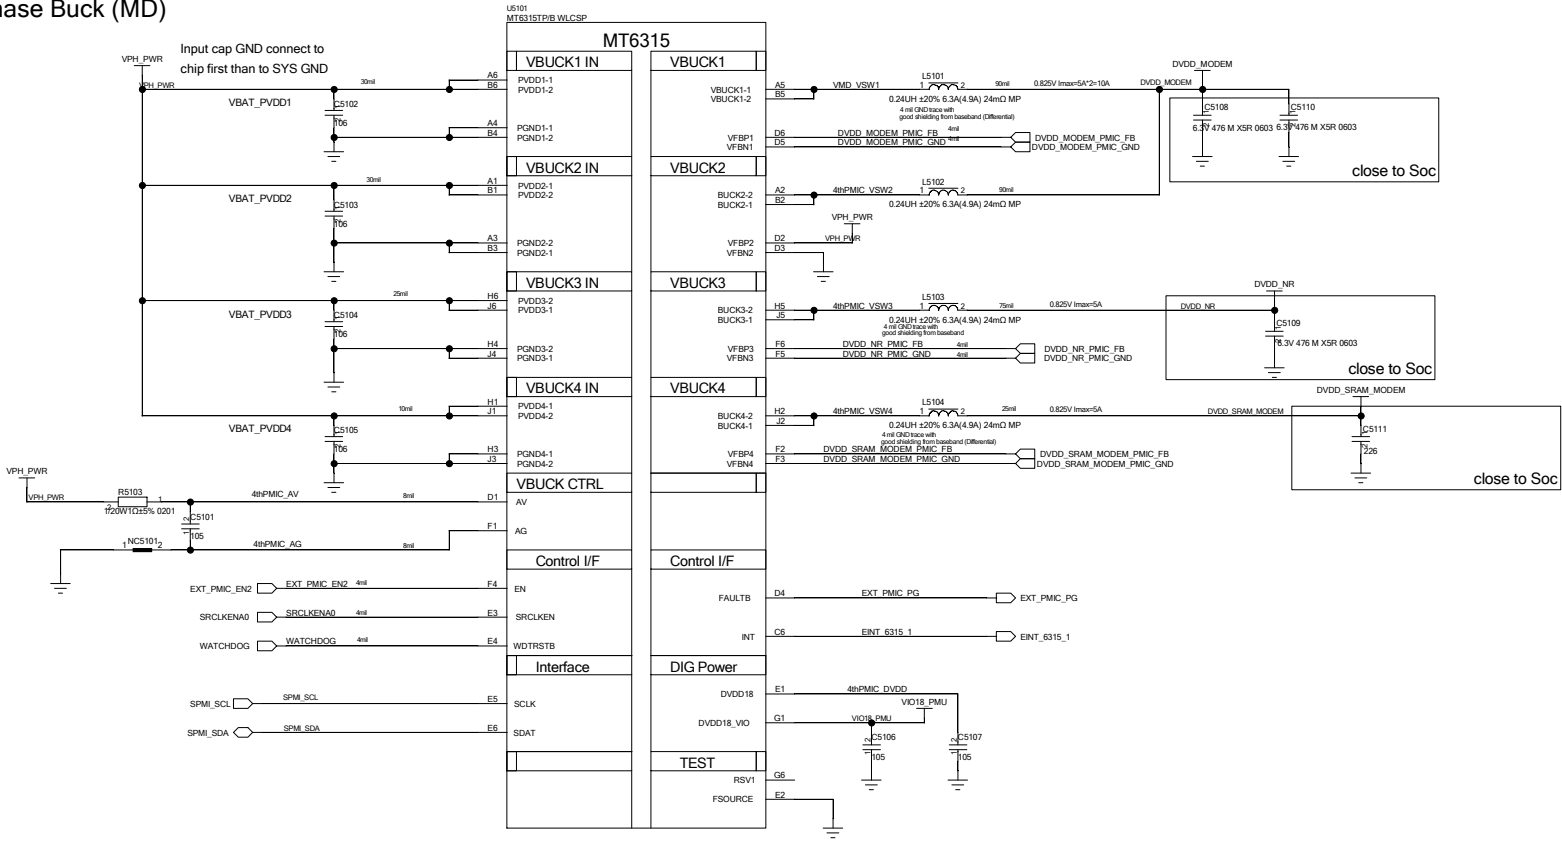 hase Buck (MD)
U5101
MT6315TP/B WLCSP
MT6315
Input cap GND connect to
chip first than to SYS GND
VPH_PWR
VPH_PWR
VBUCK1 IN
VBUCK1
30mil
VBAT_PVDD1
C5102
106
A6 PVDD1-1
B6 PVDD1-2
A4 PGND1-1
B4 PGND1-2
VBUCK1-1 A5
VBUCK1-2 B5
VMD_VSW1
L5101
1 2
90mil
0.825V Imax=5A*2=10A
DVDD_MODEM
DVDD_MODEM
0.24UH ±20% 6.3A(4.9A) 24mΩ MP
4 mil GND trace with
good shielding from baseband (Differential)
VFBP1 D6 DVDD_MODEM_PMIC_FB 4mil DVDD_MODEM_PMIC_FB
VFBN1 D5 DVDD_MODEM_PMIC_GND 4mil DVDD_MODEM_PMIC_GND
C5108
6.3V 476 M X5R 0603
C5110
6.3V 476 M X5R 0603
close to Soc
VBUCK2 IN
VBUCK2
30mil
VBAT_PVDD2
C5103
106
A1 PVDD2-1
B1 PVDD2-2
A3 PGND2-2
B3 PGND2-1
BUCK2-2 A2
BUCK2-1 B2
4thPMIC_VSW2
L5102
1 2
90mil
0.24UH ±20% 6.3A(4.9A) 24mΩ MP
VPH_PWR
VFBP2 D2 VPH_PWR
VFBN2 D3
VBUCK3 IN
VBUCK3
25mil
VBAT_PVDD3
C5104
106
H6 PVDD3-2
J6 PVDD3-1
H4 PGND3-2
J4 PGND3-1
BUCK3-2 H5
BUCK3-1 J5
4thPMIC_VSW3
L5103
1 2
75mil
0.825V Imax=5A
DVDD_NR
DVDD_NR
0.24UH ±20% 6.3A(4.9A) 24mΩ MP
4 mil GND trace with
good shielding from baseband
VFBP3 F6 DVDD_NR_PMIC_FB 4mil DVDD_NR_PMIC_FB
VFBN3 F5 DVDD_NR_PMIC_GND 4mil DVDD_NR_PMIC_GND
C5109
6.3V 476 M X5R 0603
close to Soc
VBUCK4 IN
VBUCK4
10mil
VBAT_PVDD4
C5105
106
H1 PVDD4-1
J1 PVDD4-2
H3 PGND4-1
J3 PGND4-2
BUCK4-2 H2
BUCK4-1 J2
4thPMIC_VSW4
L5104
1 2
25mil
0.825V Imax=5A
DVDD_SRAM_MODEM
DVDD_SRAM_MODEM
0.24UH ±20% 6.3A(4.9A) 24mΩ MP
4 mil GND trace with
good shielding from baseband (Differential)
VFBP4 F2 DVDD_SRAM_MODEM_PMIC_FB DVDD_SRAM_MODEM_PMIC_FB
VFBN4 F3 DVDD_SRAM_MODEM_PMIC_GND DVDD_SRAM_MODEM_PMIC_GND
C5111
226
close to Soc
VBUCK CTRL
VPH_PWR
VPH_PWR
R5103
2 1
1/20W1Ω±5% 0201
4thPMIC_AV 8mil D1 AV
C5101
105
F1 AG
1 NC5101 2
4thPMIC_AG 8mil
Control I/F
Control I/F
EXT_PMIC_EN2 EXT_PMIC_EN2 4mil F4 EN
SRCLKENA0 SRCLKENA0 4mil E3 SRCLKEN
WATCHDOG WATCHDOG 4mil E4 WDTRSTB
FAULTB D4 EXT_PMIC_PG EXT_PMIC_PG
INT C6 EINT_6315_1 EINT_6315_1
Interface
DIG Power
SPMI_SCL SPMI_SCL E5 SCLK
SPMI_SDA SPMI_SDA E6 SDAT
DVDD18 E1 4thPMIC_DVDD
VIO18_PMU
DVDD18_VIO G1 VIO18_PMU
C5106
105
C5107
105
TEST
RSV1 G6
FSOURCE E2